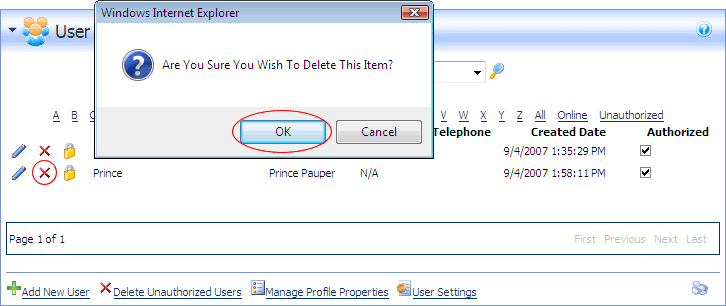 Windows Internet Explorer
User
Are You Sure You Wish To Delete This Item?
OK Cancel
A B V W X Y Z All Online Unauthorized
Telephone Created Date Authorized
9/4/2007 1:35:29 PM
Prince Prince Pauper N/A 9/4/2007 1:58:11 PM
Page 1 of 1 First Previous Next Last
Add New User Delete Unauthorized Users Manage Profile Properties User Settings